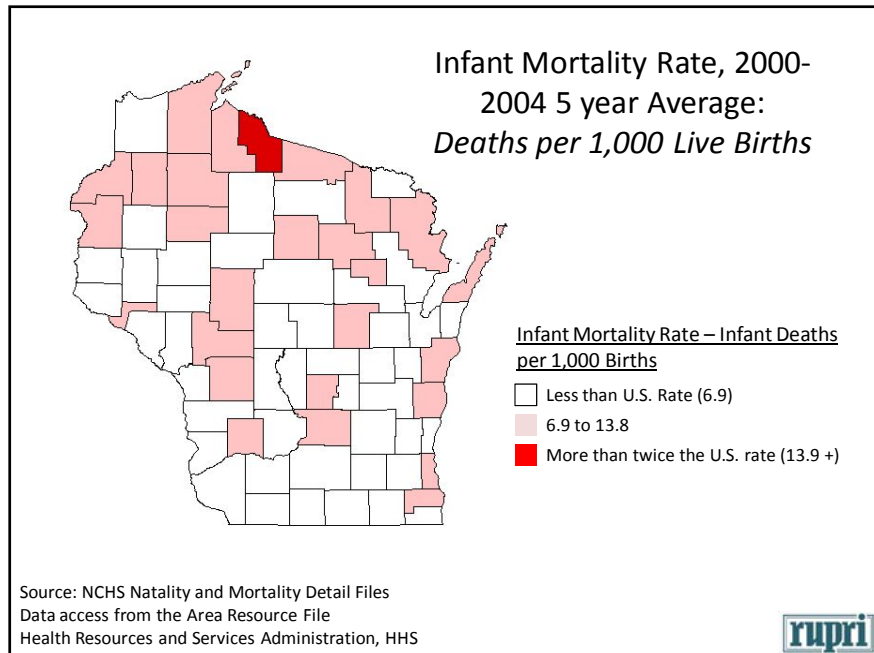 Infant Mortality Rate, 2000-
2004 5 year Average:
Deaths per 1,000 Live Births
Infant Mortality Rate – Infant Deaths
per 1,000 Births
Less than U.S. Rate (6.9)
6.9 to 13.8
More than twice the U.S. rate (13.9 +)
Source: NCHS Natality and Mortality Detail Files
Data access from the Area Resource File
Health Resources and Services Administration, HHS
rupri